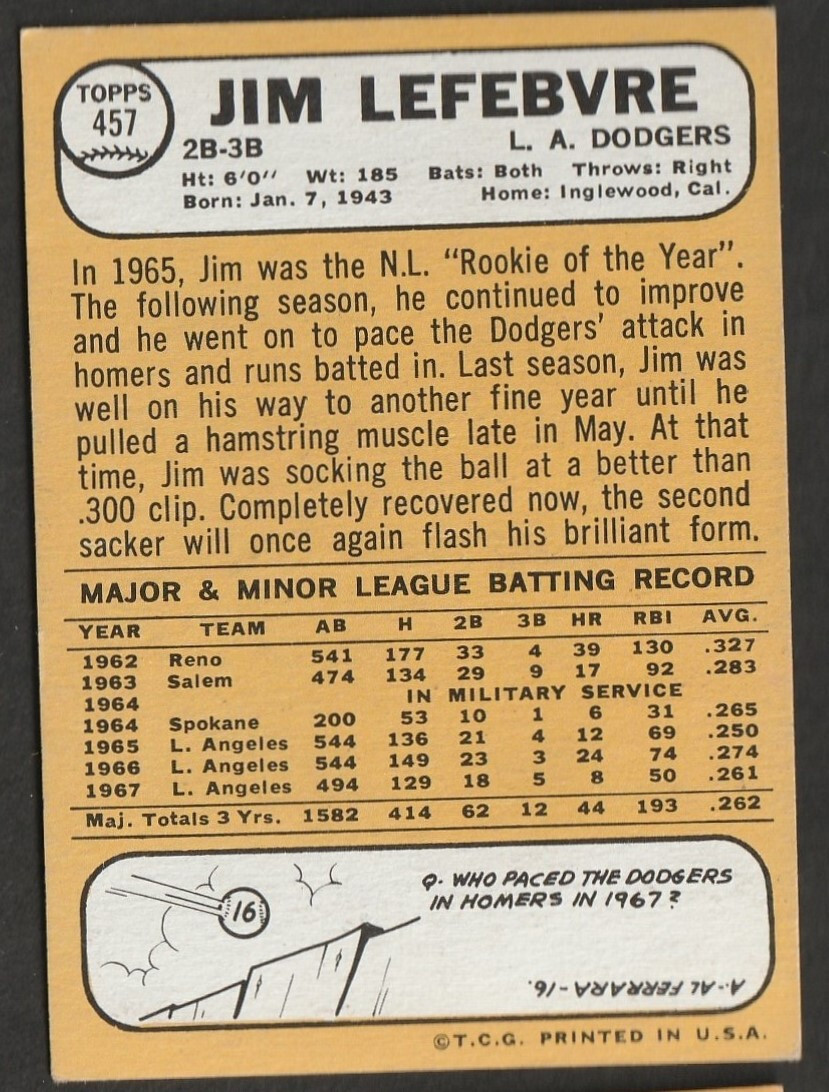 TOPPS
457
JIM LEFEBVRE
2B-3B
L. A. DODGERS
Ht: 6'0'' Wt: 185 Bats: Both Throws: Right
Born: Jan. 7, 1943 Home: Inglewood, Cal.
In 1965, Jim was the N.L. "Rookie of the Year".
The following season, he continued to improve
and he went on to pace the Dodgers' attack in
homers and runs batted in. Last season, Jim was
well on his way to another fine year until he
pulled a hamstring muscle late in May. At that
time, Jim was socking the ball at a better than
.300 clip. Completely recovered now, the second
sacker will once again flash his brilliant form.
MAJOR & MINOR LEAGUE BATTING RECORD
YEAR TEAM AB H 2B 3B HR RBI AVG.
1962 Reno 541 177 33 4 39 130 .327
1963 Salem 474 134 29 9 17 92 .283
1964 IN MILITARY SERVICE
1964 Spokane 200 53 10 1 6 31 .265
1965 L. Angeles 544 136 21 4 12 69 .250
1966 L. Angeles 544 149 23 3 24 74 .274
1967 L. Angeles 494 129 18 5 8 50 .261
Maj. Totals 3 Yrs. 1582 414 62 12 44 193 .262
16
Q. WHO PACED THE DODGERS
IN HOMERS IN 1967?
A. AL FERRARA-16.
©T.C.G. PRINTED IN U.S.A.